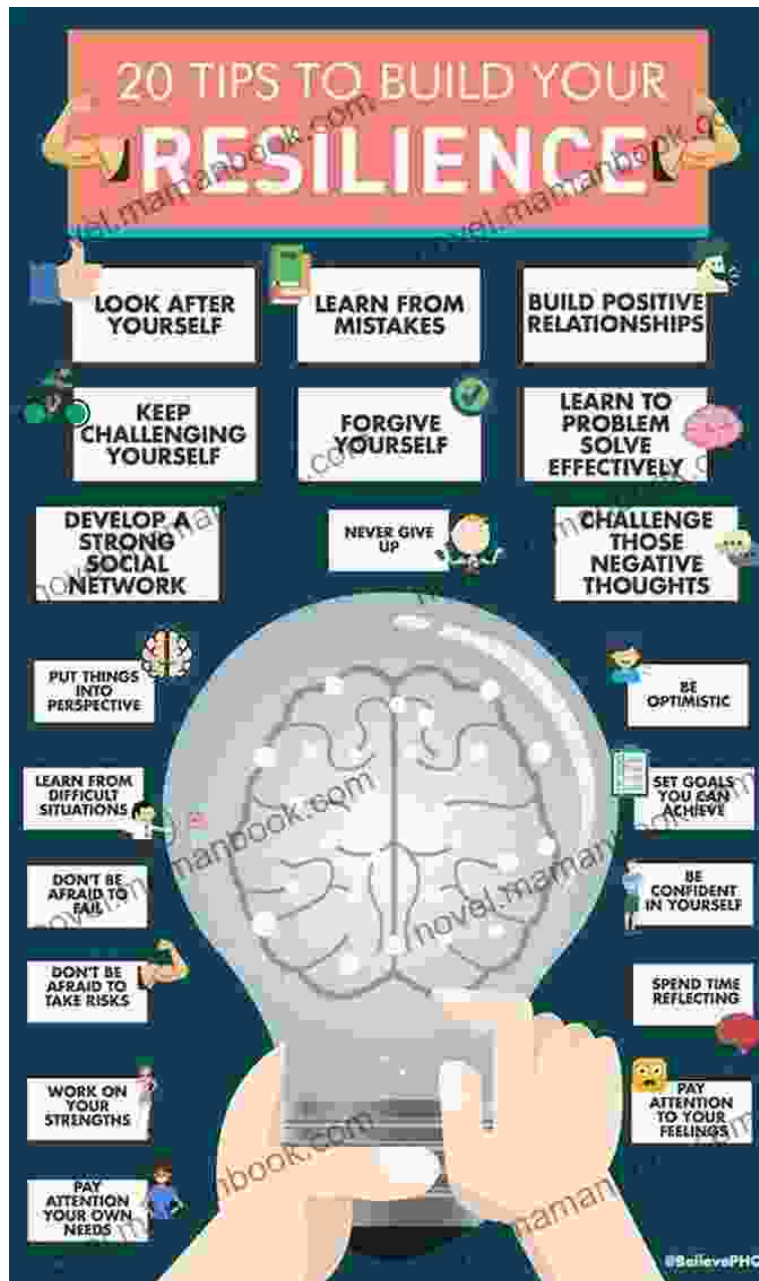 20 TIPS TO BUILD YOUR
RESILIENCE
LOOK AFTER
YOURSELF
LEARN FROM
MISTAKES
BUILD POSITIVE
RELATIONSHIPS
KEEP
CHALLENGING
YOURSELF
FORGIVE
YOURSELF
LEARN TO
PROBLEM
SOLVE
EFFECTIVELY
DEVELOP A
STRONG
SOCIAL
NETWORK
NEVER GIVE
UP
CHALLENGE
THOSE
NEGATIVE
THOUGHTS
PUT THINGS
INTO
PERSPECTIVE
BE
OPTIMISTIC
LEARN FROM
DIFFICULT
SITUATIONS
SET GOALS
YOU CAN
ACHIEVE
DON'T BE
AFRAID TO
FAIL
BE
CONFIDENT
IN YOURSELF
DON'T BE
AFRAID TO
TAKE RISKS
SPEND TIME
REFLECTING
WORK ON
YOUR
STRENGTHS
PAY
ATTENTION
TO YOUR
FEELINGS
PAY
ATTENTION
YOUR OWN
NEEDS
@BelievePHQ
novel.mamanbook.com